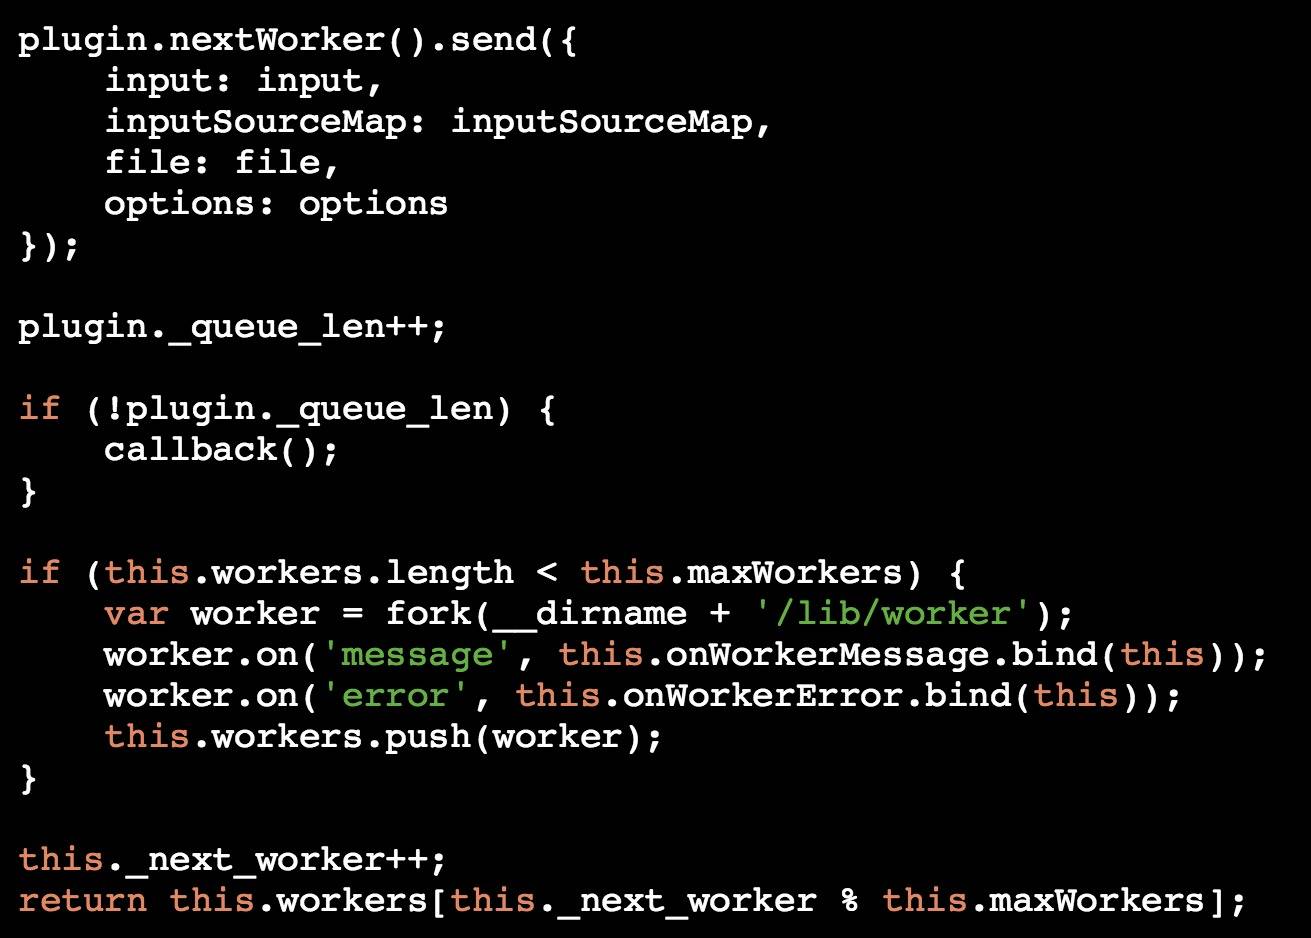 plugin.nextWorker().send({
    input: input,
    inputSourceMap: inputSourceMap,
    file: file,
    options: options
});

plugin._queue_len++;

if (!plugin._queue_len) {
    callback();
}

if (this.workers.length < this.maxWorkers) {
    var worker = fork(__dirname + '/lib/worker');
    worker.on('message', this.onWorkerMessage.bind(this));
    worker.on('error', this.onWorkerError.bind(this));
    this.workers.push(worker);
}

this._next_worker++;
return this.workers[this._next_worker % this.maxWorkers];